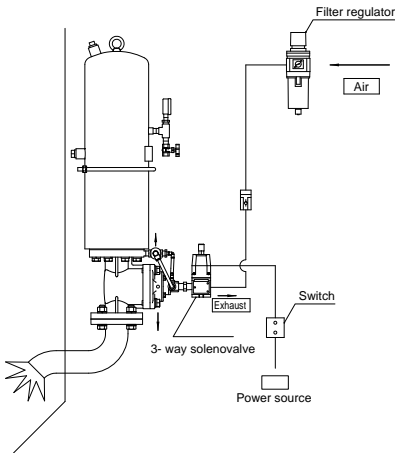 Filter regulator
Air
Exhaust
Switch
3- way solenovalve
Power source